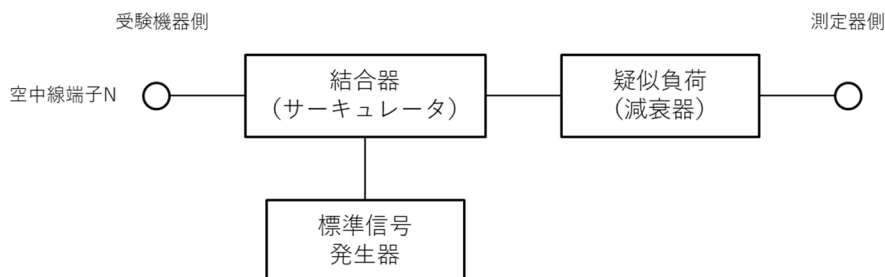 受験機器側
測定器側
空中線端子N
結合器
（サーキュレータ）
疑似負荷
（減衰器）
標準信号
発生器